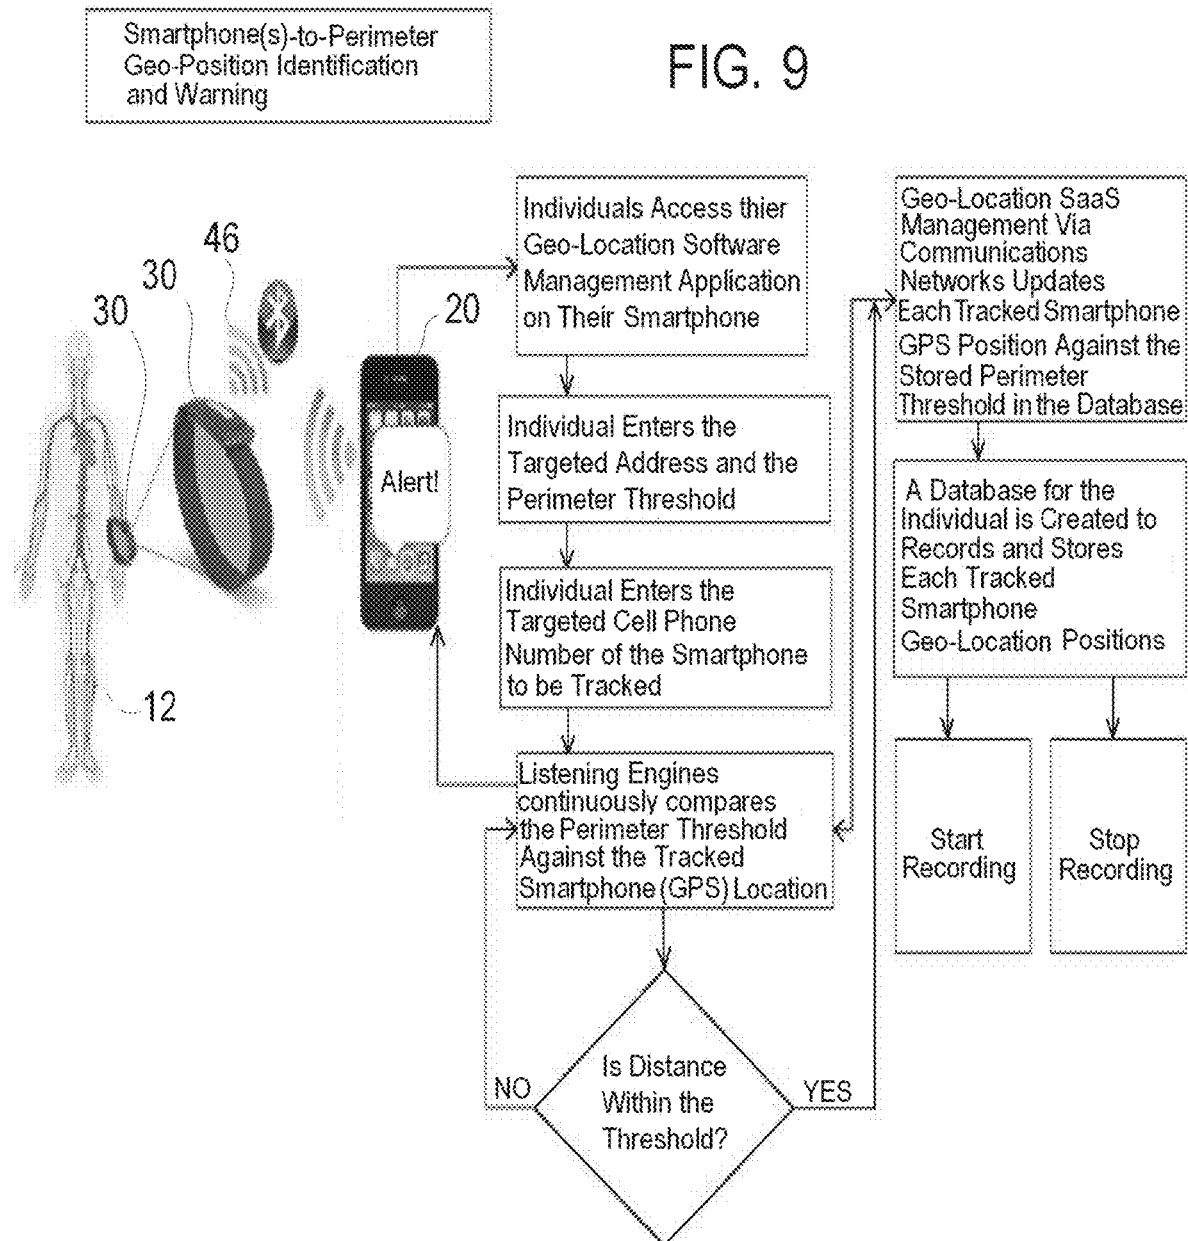 Smartphone(s)-to-Perimeter
Geo-Position Identification
and Warning
FIG. 9
46
30
30
20
12
Alert!
Individuals Access thier
Geo-Location Software
Management Application
on Their Smartphone
Individual Enters the
Targeted Address and the
Perimeter Threshold
Individual Enters the
Targeted Cell Phone
Number of the Smartphone
to be Tracked
Listening Engines
continuously compares
the Perimeter Threshold
Against the Tracked
Smartphone (GPS) Location
Is Distance
Within the
Threshold?
NO
YES
Geo-Location SaaS
Management Via
Communications
Networks Updates
Each Tracked Smartphone
GPS Position Against the
Stored Perimeter
Threshold in the Database
A Database for the
Individual is Created to
Records and Stores
Each Tracked
Smartphone
Geo-Location Positions
Start
Recording
Stop
Recording